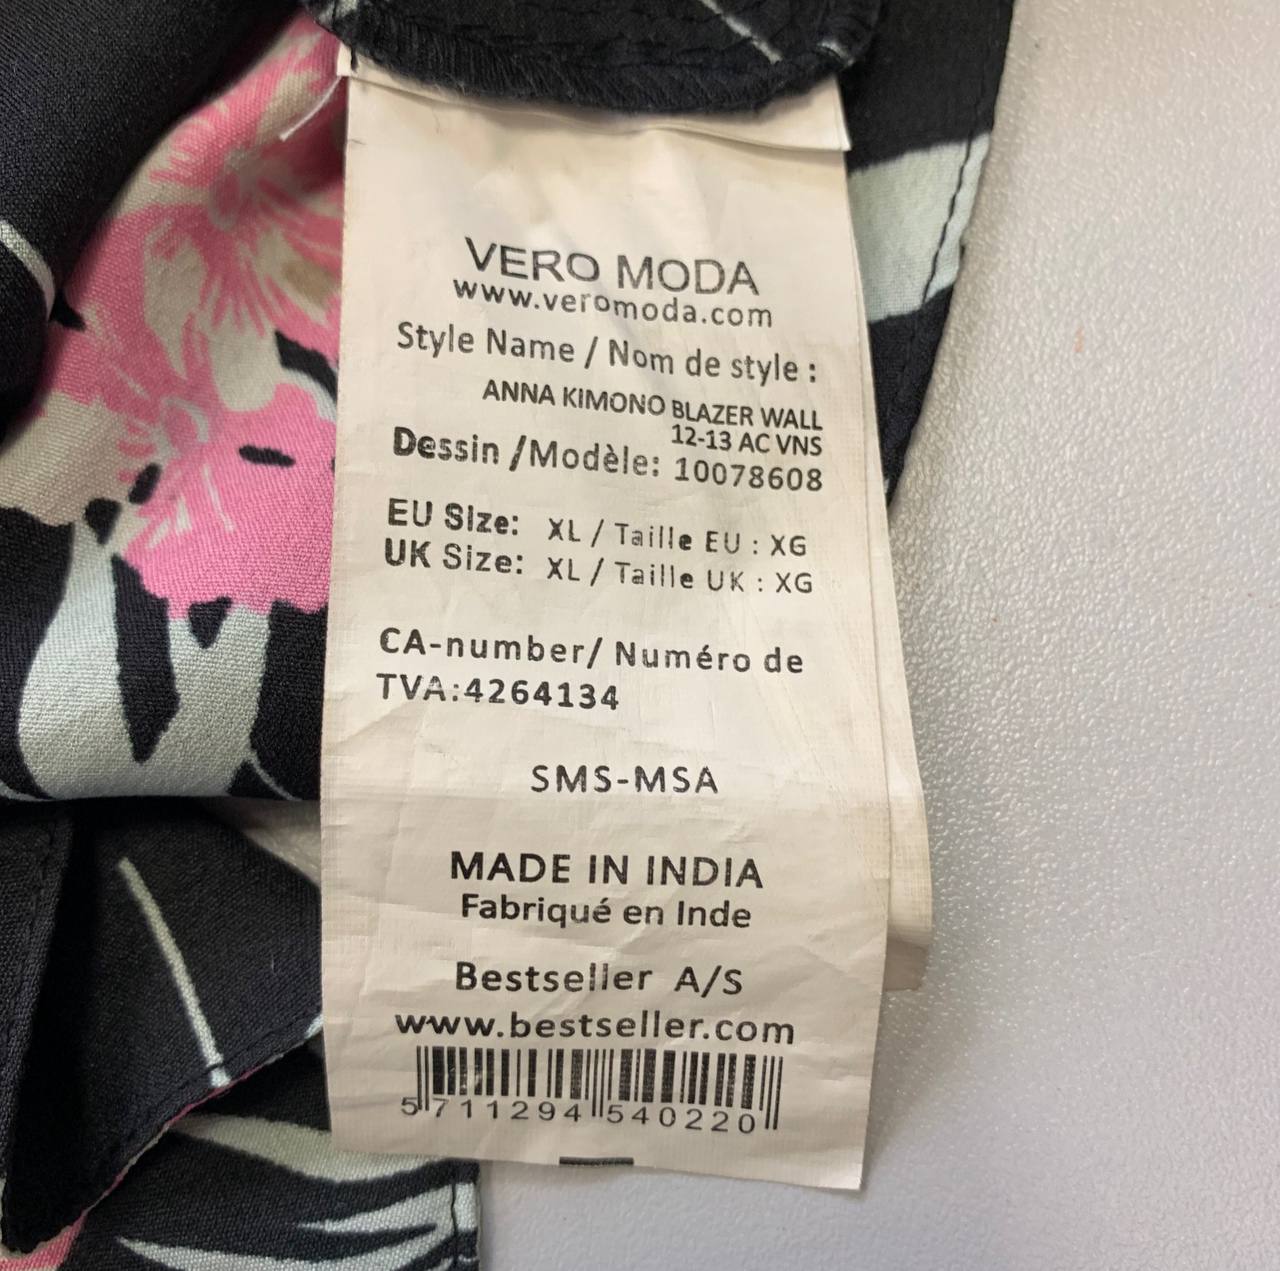 VERO MODA
www.veromoda.com
Style Name / Nom de style :
ANNA KIMONO BLAZER WALL
12-13 AC VNS
Dessin /Modèle: 10078608
EU SIze: XL / Taille EU : XG
UK Size: XL / Taille UK : XG
CA-number/ Numéro de
TVA:4264134
SMS-MSA
MADE IN INDIA
Fabriqué en Inde
Bestseller A/S
www.bestseller.com
5 711294 540220